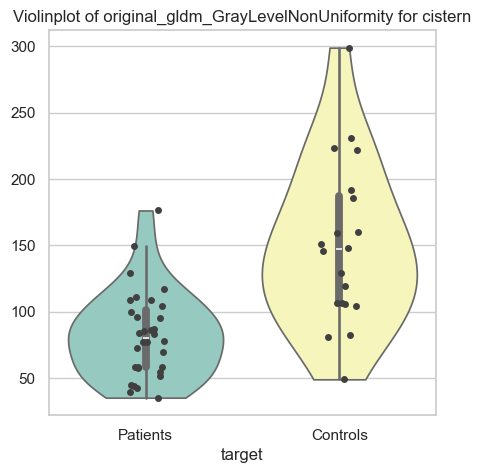 Violinplot of original_gldm_GrayLevelNonUniformity for cistern
300
250
200
150
100
50
Patients
Controls
target